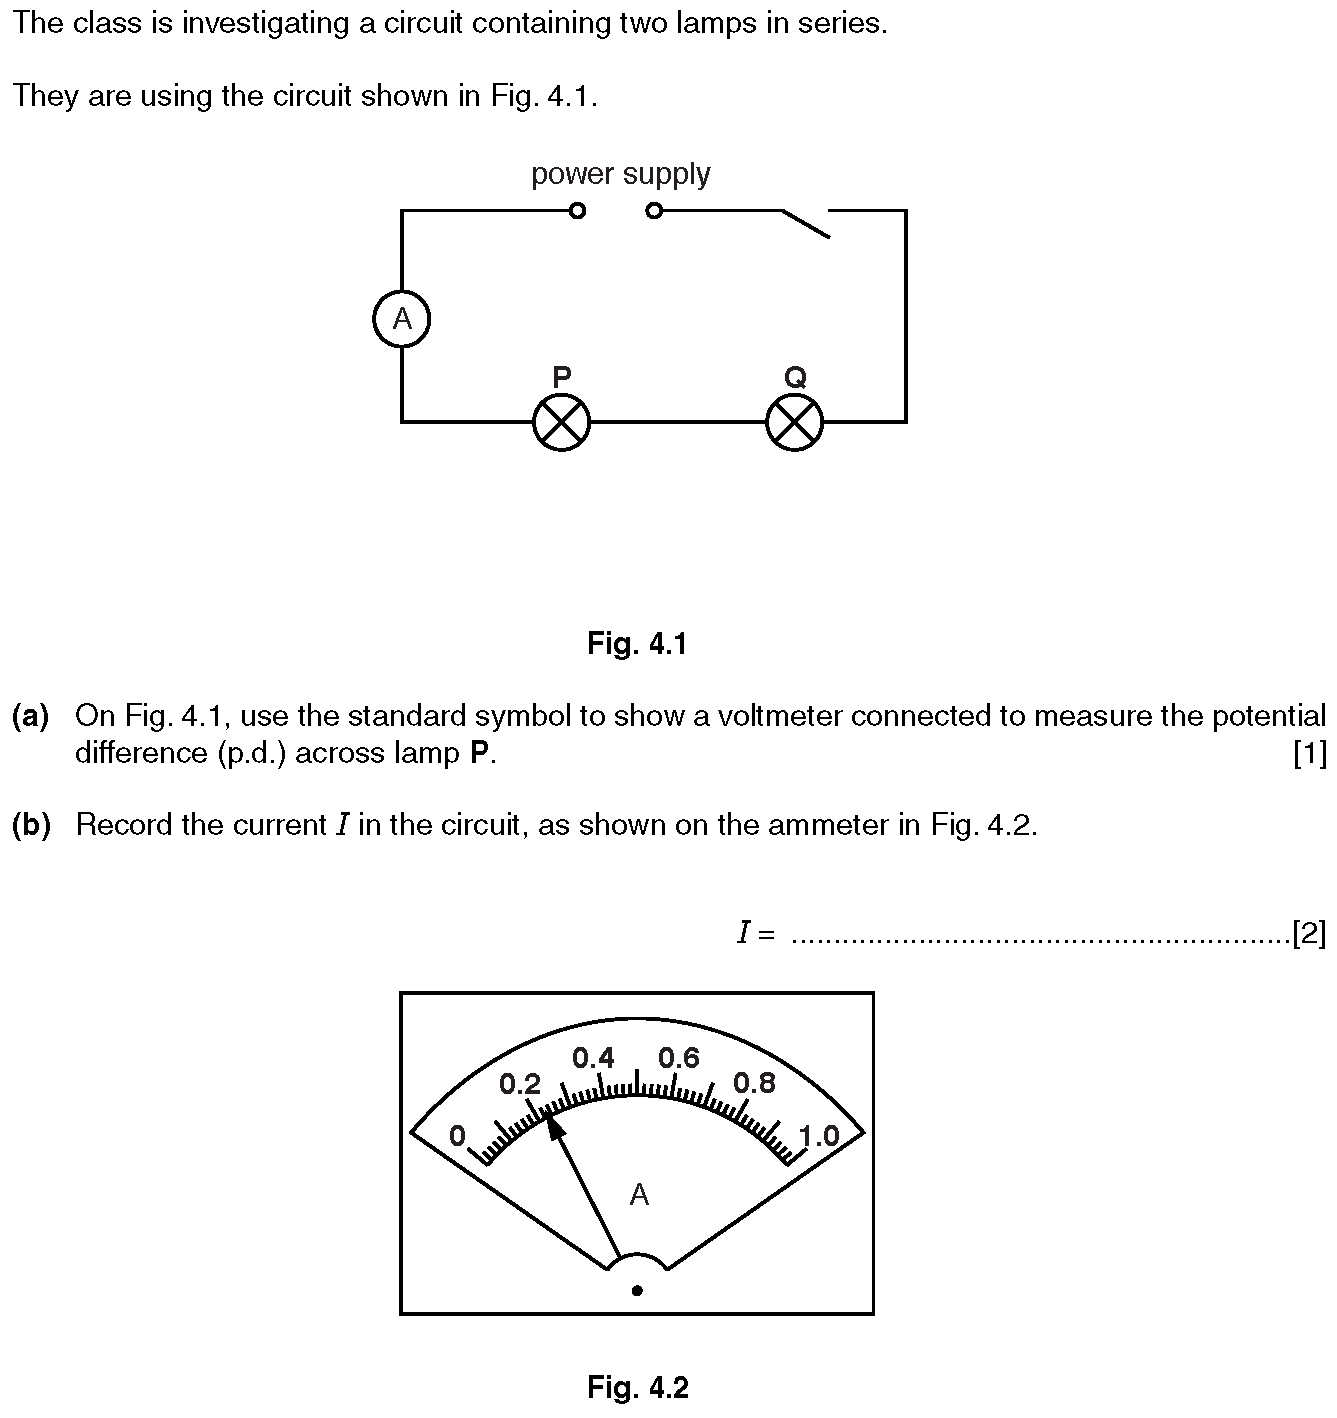 The class is investigating a circuit containing two lamps in series.
They are using the circuit shown in Fig. 4.1.
power supply
A
P
Q
Fig. 4.1
(a) On Fig. 4.1, use the standard symbol to show a voltmeter connected to measure the potential
difference (p.d.) across lamp P. [1]
(b) Record the current I in the circuit, as shown on the ammeter in Fig. 4.2.
I = ............................................................[2]
0 0.2 0.4 0.6 0.8 1.0
A
Fig. 4.2